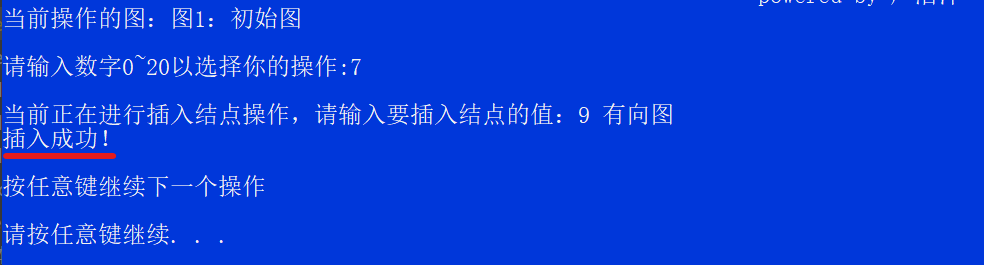 powered by
当前操作的图：图1：初始图
请输入数字0~20以选择你的操作:7
当前正在进行插入结点操作，请输入要插入结点的值：9 有向图
插入成功！
按任意键继续下一个操作
请按任意键继续. . .